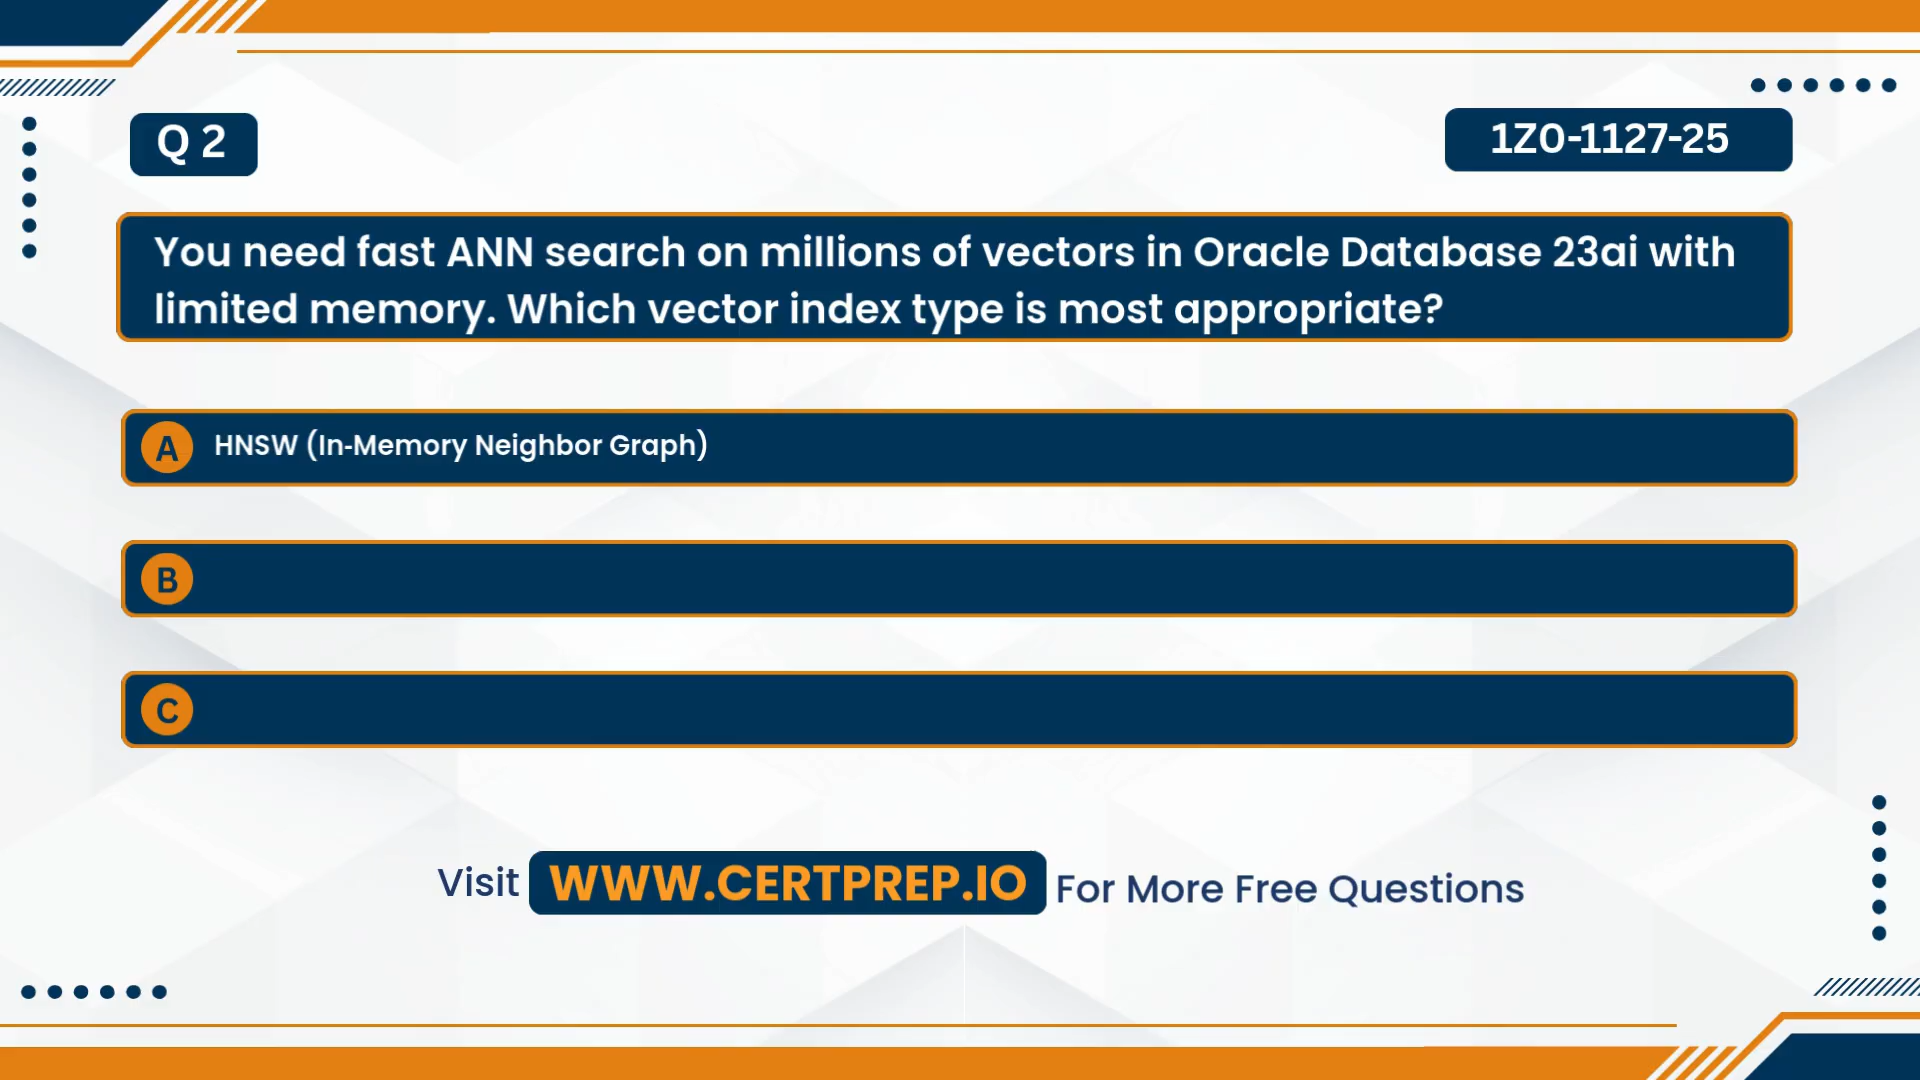 Q 2
1Z0-1127-25
You need fast ANN search on millions of vectors in Oracle Database 23ai with
limited memory. Which vector index type is most appropriate?
A HNSW (In-Memory Neighbor Graph)
B
C
Visit WWW.CERTPREP.IO For More Free Questions